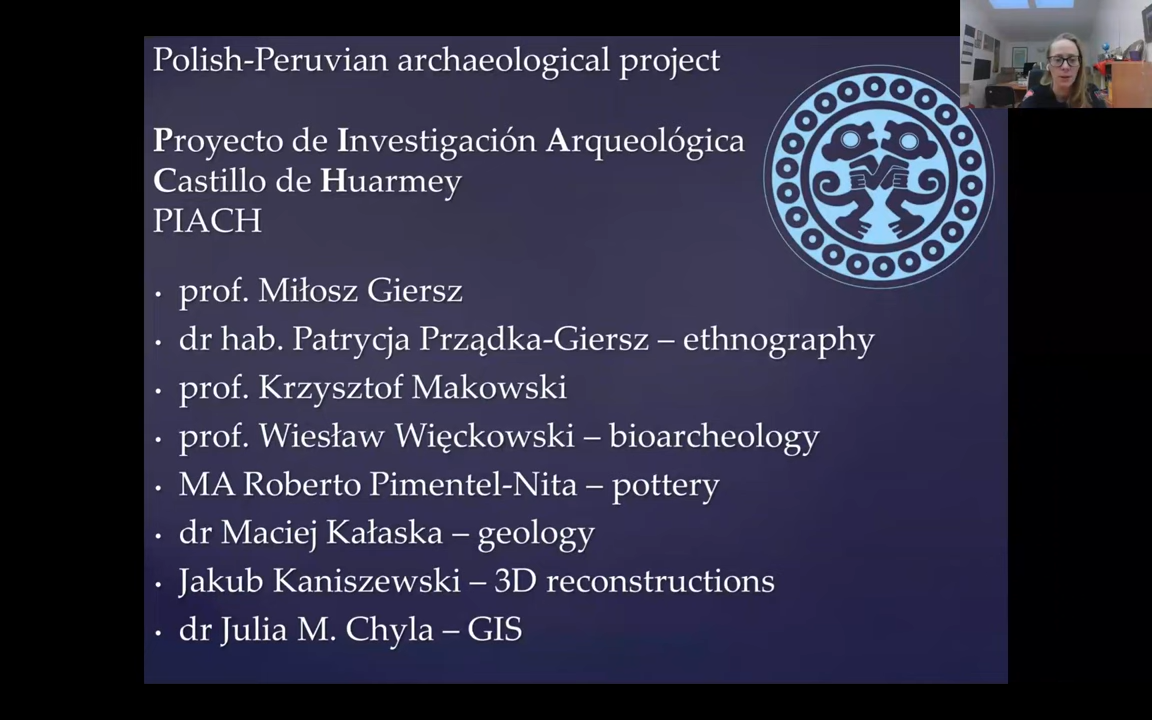 Polish-Peruvian archaeological project
Proyecto de Investigación Arqueológica
Castillo de Huarmey
PIACH
• prof. Miłosz Giersz
• dr hab. Patrycja Prządka-Giersz – ethnography
• prof. Krzysztof Makowski
• prof. Wiesław Więckowski – bioarcheology
• MA Roberto Pimentel-Nita – pottery
• dr Maciej Kałaska – geology
• Jakub Kaniszewski – 3D reconstructions
• dr Julia M. Chyla – GIS